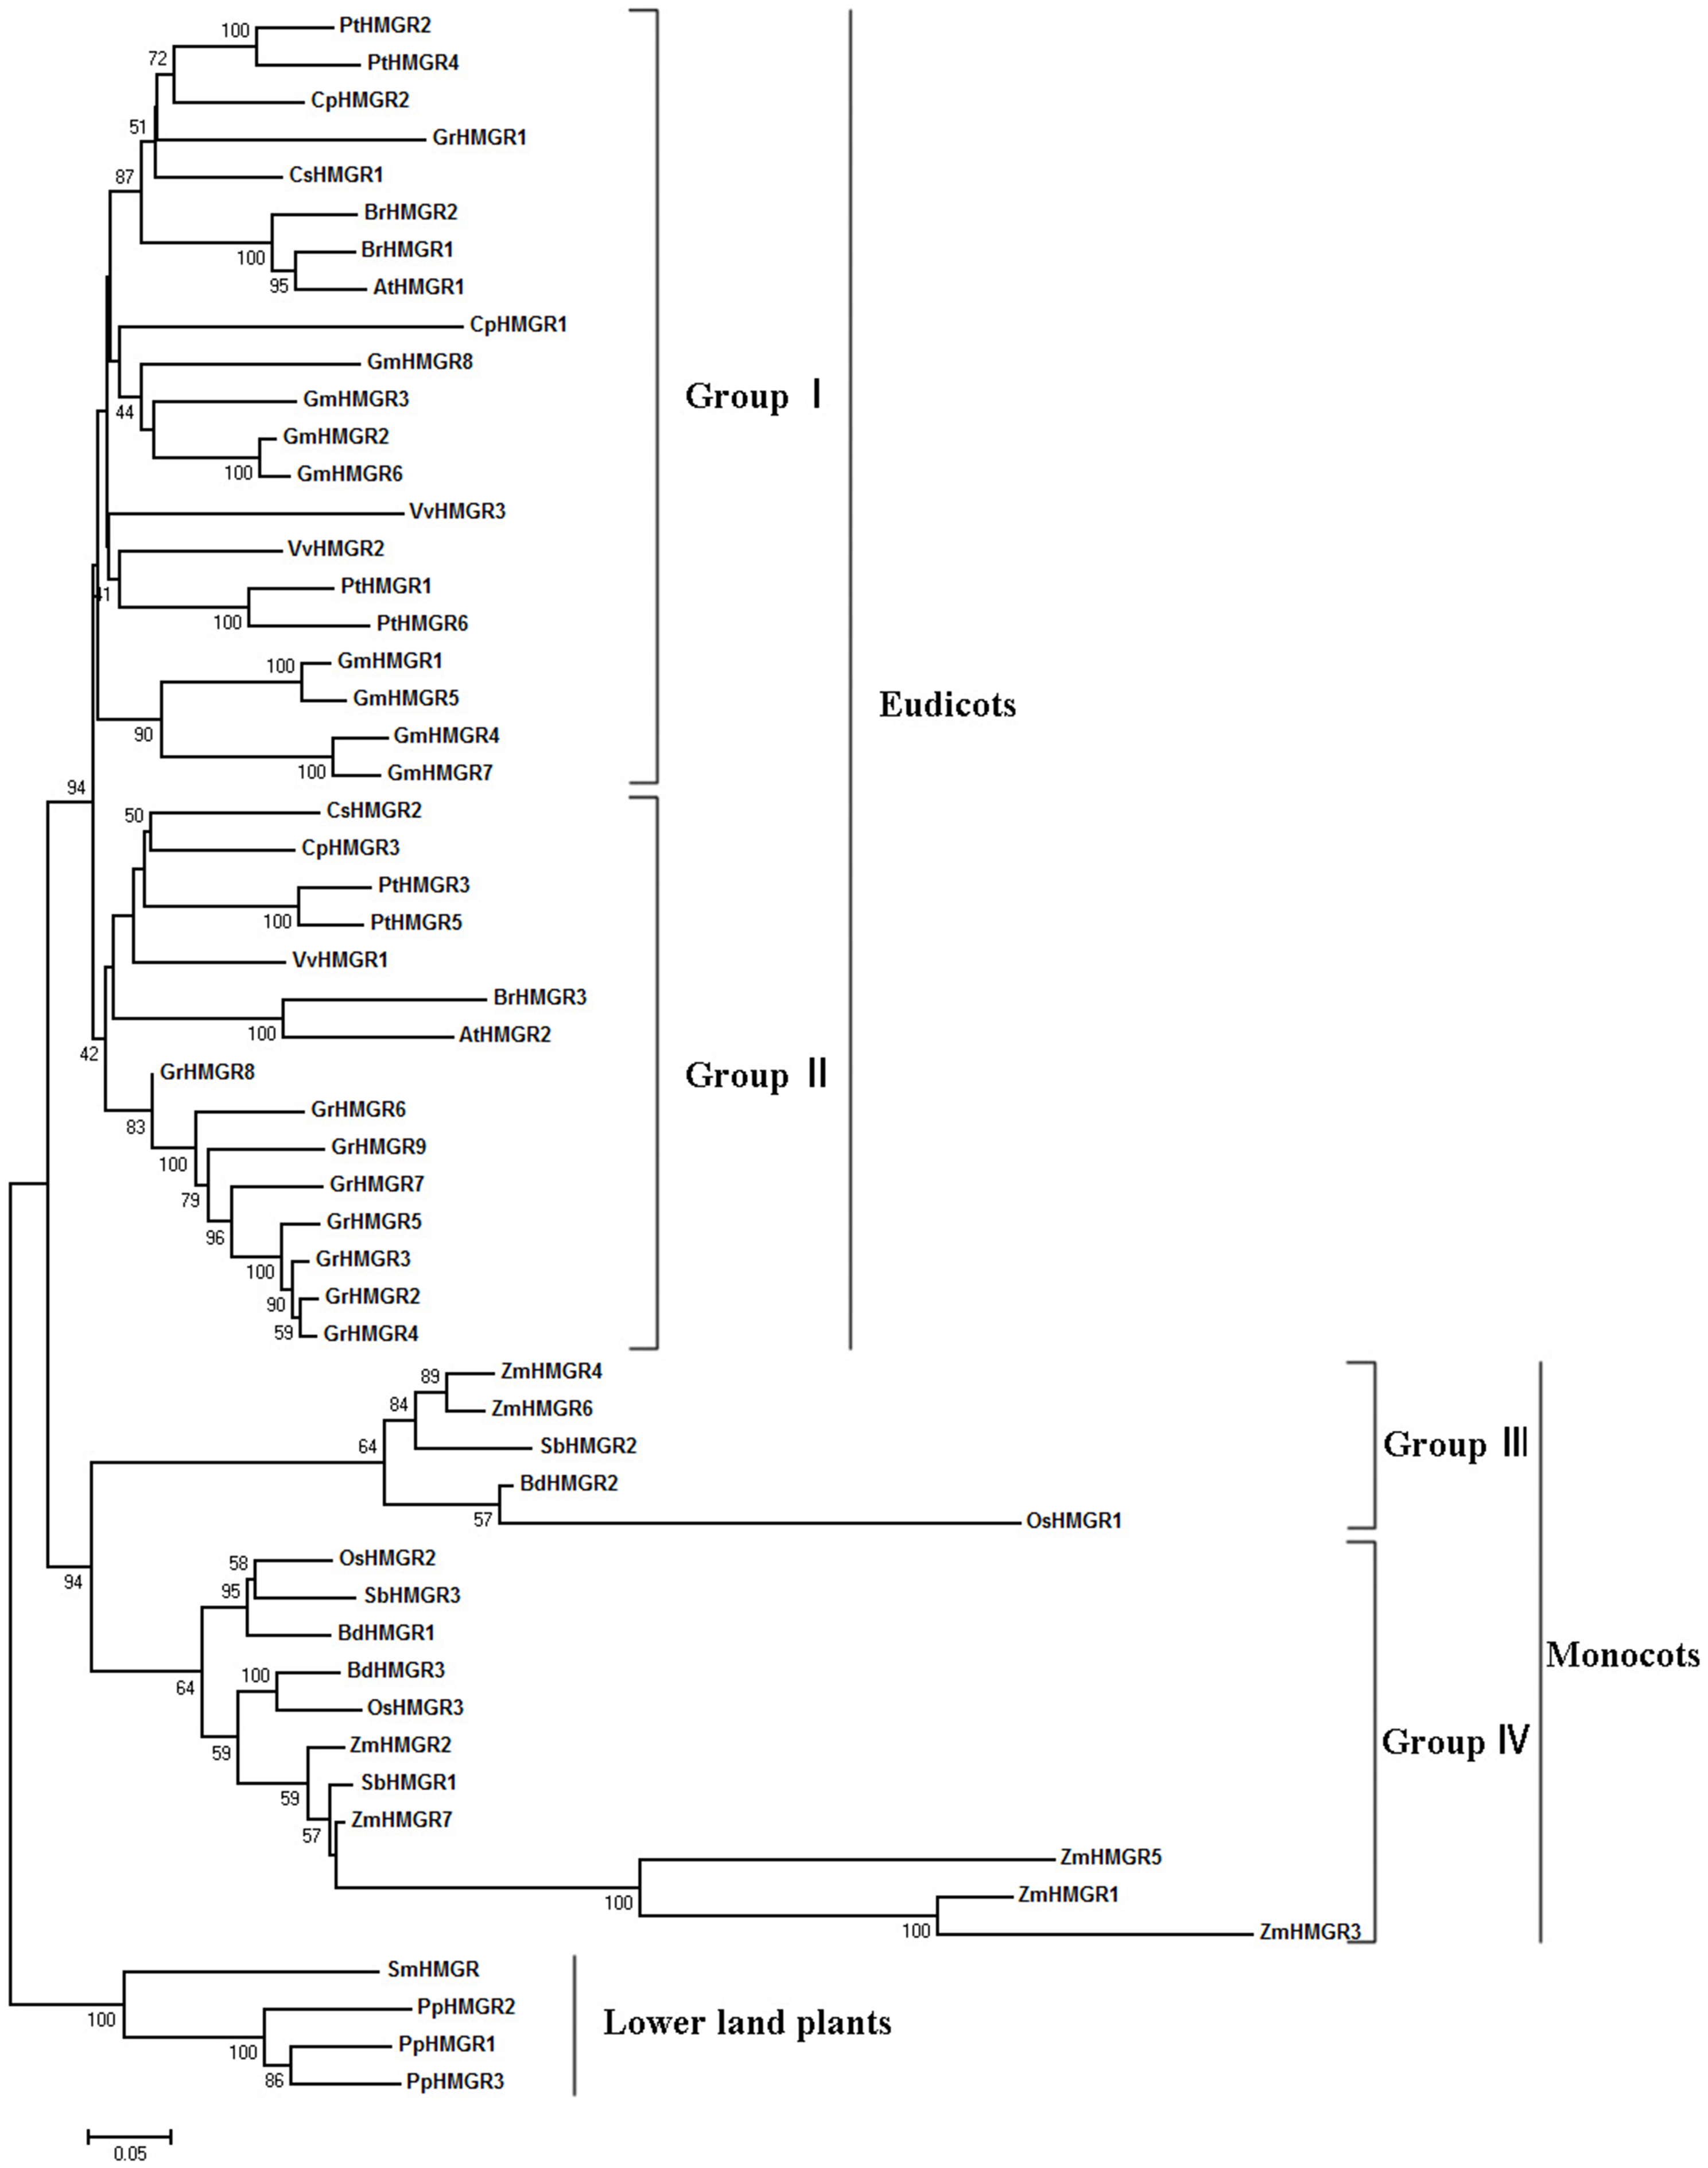 100
PtHMGR2
72
PtHMGR4
CpHMGR2
51
GrHMGR1
87
CsHMGR1
BrHMGR2
100
BrHMGR1
95
AtHMGR1
CpHMGR1
GmHMGR8
44
GmHMGR3
GmHMGR2
100
GmHMGR6
Group Ⅰ
VvHMGR3
VvHMGR2
41
PtHMGR1
100
PtHMGR6
100
GmHMGR1
GmHMGR5
90
GmHMGR4
100
GmHMGR7
Eudicots
94
50
CsHMGR2
CpHMGR3
PtHMGR3
100
PtHMGR5
VvHMGR1
BrHMGR3
100
AtHMGR2
42
GrHMGR8
Group Ⅱ
83
GrHMGR6
100
GrHMGR9
79
GrHMGR7
96
GrHMGR5
100
GrHMGR3
90
GrHMGR2
59
GrHMGR4
89
ZmHMGR4
84
ZmHMGR6
64
SbHMGR2
Group Ⅲ
BdHMGR2
57
OsHMGR1
94
58
OsHMGR2
95
SbHMGR3
BdHMGR1
Monocots
64
100
BdHMGR3
OsHMGR3
59
ZmHMGR2
Group Ⅳ
59
SbHMGR1
57
ZmHMGR7
ZmHMGR5
100
ZmHMGR1
100
ZmHMGR3
SmHMGR
100
PpHMGR2
Lower land plants
100
PpHMGR1
86
PpHMGR3
0.05